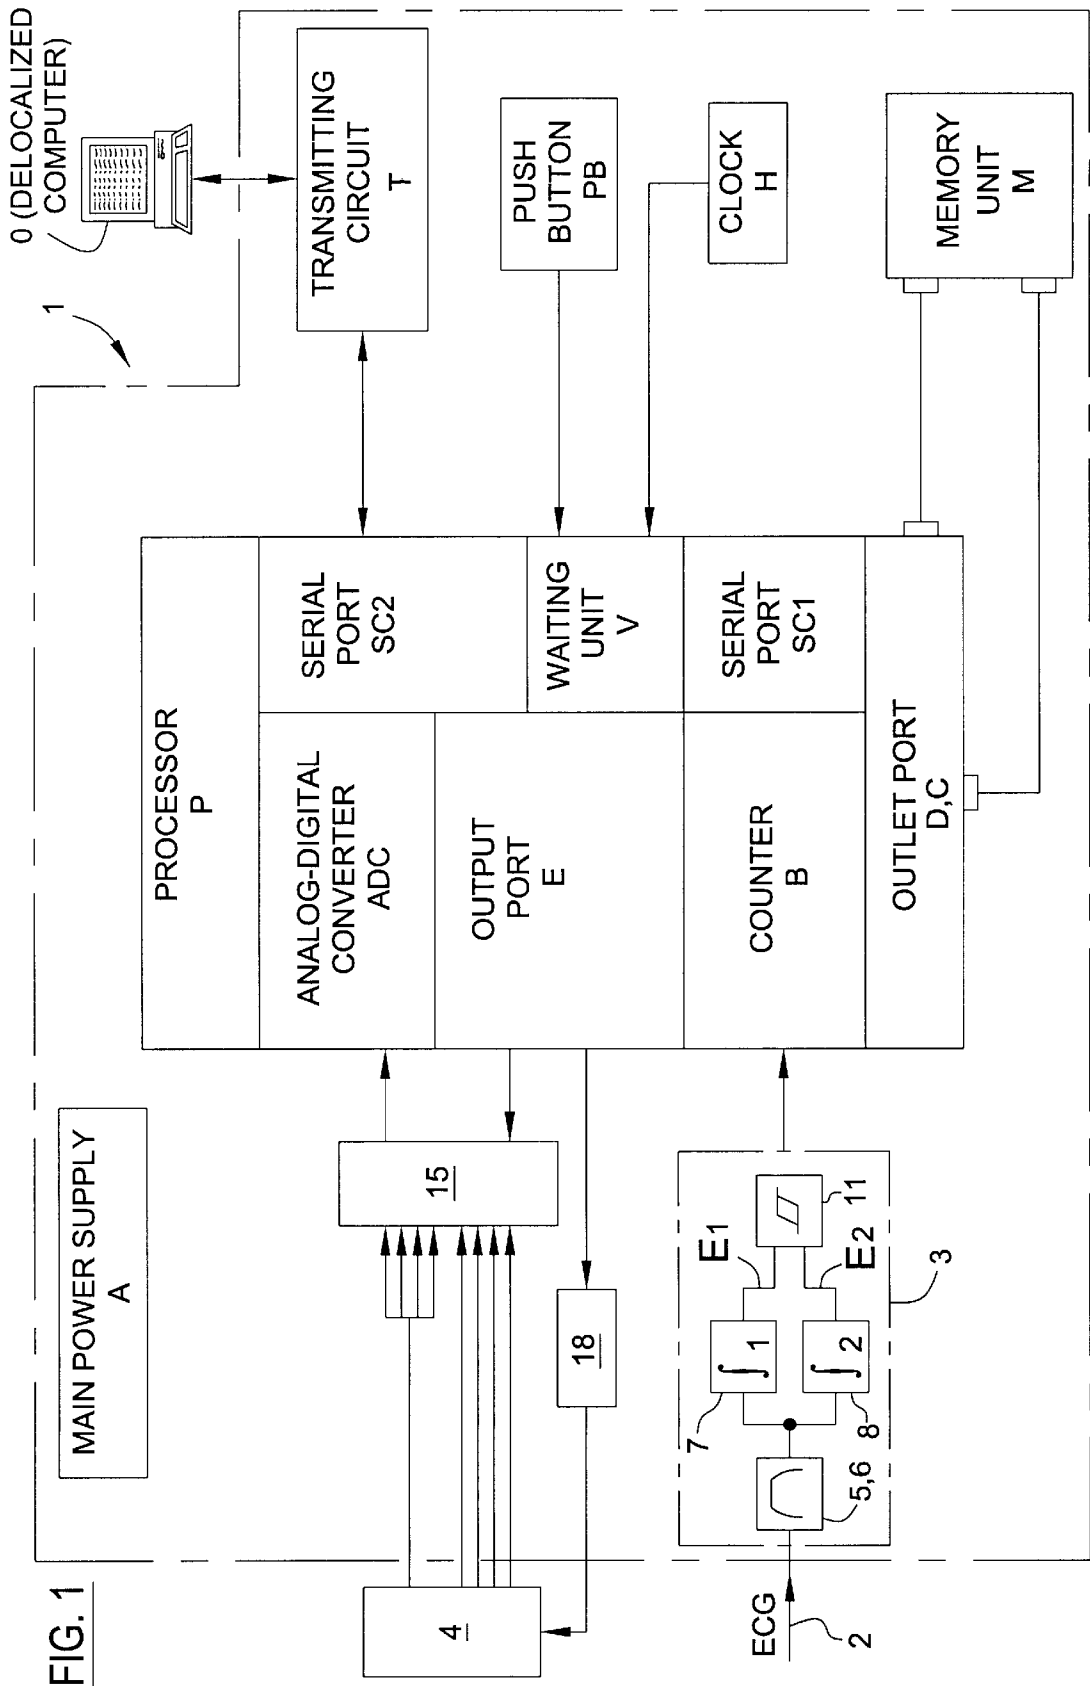 FIG. 1
MAIN POWER SUPPLY
A
1
0 (DELOCALIZED
COMPUTER)
TRANSMITTING
CIRCUIT
T
PUSH
BUTTON
PB
CLOCK
H
MEMORY
UNIT
M
PROCESSOR
P
ANALOG-DIGITAL
CONVERTER
ADC
SERIAL
PORT
SC2
OUTPUT
PORT
E
WAITING
UNIT
V
COUNTER
B
SERIAL
PORT
SC1
OUTLET PORT
D,C
4
15
18
ECG
2
5,6
7
∫ 1
8
∫ 2
E1
E2
11
3